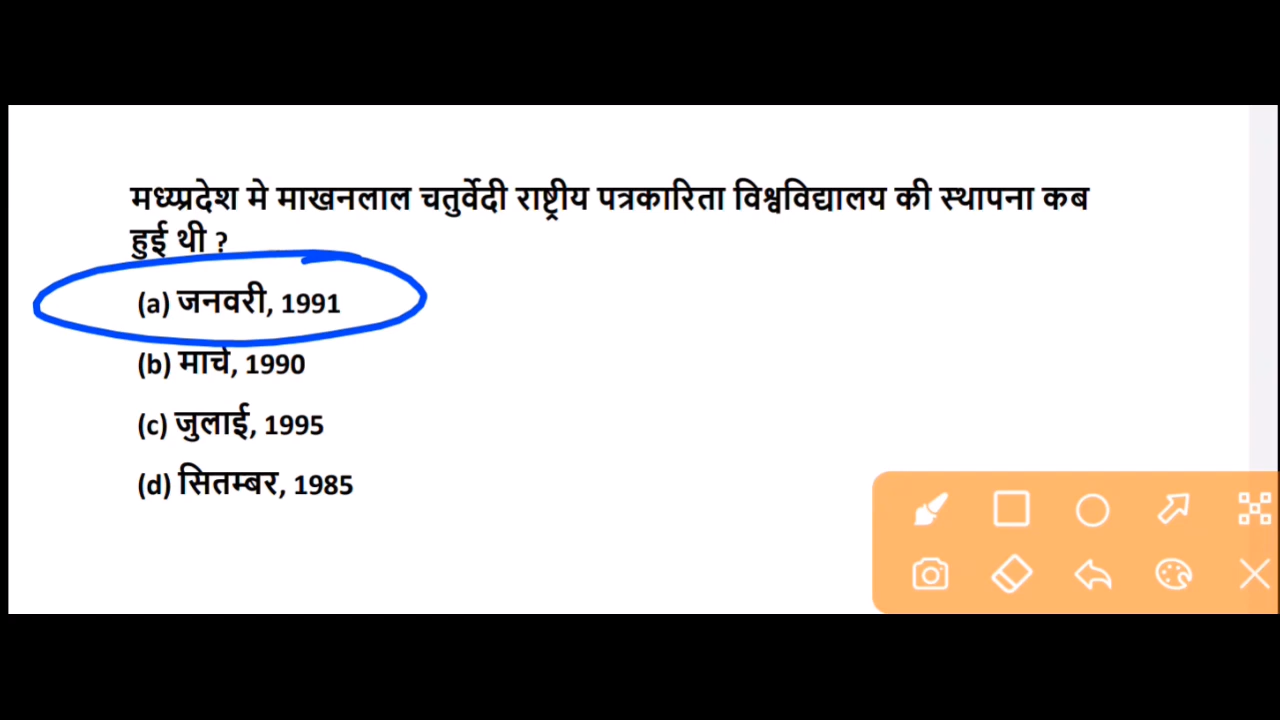 मध्यप्रदेश मे माखनलाल चतुर्वेदी राष्ट्रीय पत्रकारिता विश्वविद्यालय की स्थापना कब
हुई थी ?
(a) जनवरी, 1991
(b) मार्च, 1990
(c) जुलाई, 1995
(d) सितम्बर, 1985